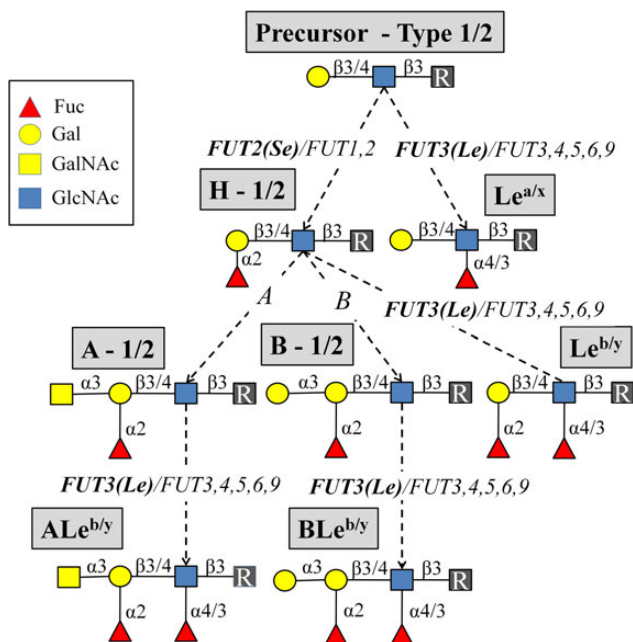 Precursor - Type 1/2
β3/4 β3 R
Fuc
Gal
GalNAc
GlcNAc
FUT2(Se)/FUT1,2 FUT3(Le)/FUT3,4,5,6,9
H - 1/2 Le^a/x
β3/4 β3 R β3/4 β3 R
α2 α4/3
A B FUT3(Le)/FUT3,4,5,6,9
A - 1/2 B - 1/2 Le^b/y
α3 β3/4 β3 R α3 β3/4 β3 R β3/4 β3 R
α2 α2 α2 α4/3
FUT3(Le)/FUT3,4,5,6,9 FUT3(Le)/FUT3,4,5,6,9
ALe^b/y BLe^b/y
α3 β3/4 β3 R α3 β3/4 β3 R
α2 α4/3 α2 α4/3